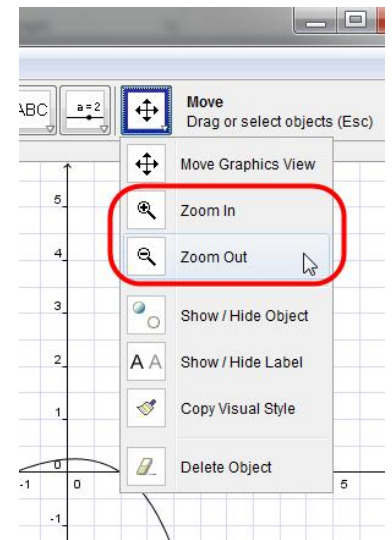 ABC
a=2
Move
Drag or select objects (Esc)
Move Graphics View
Zoom In
Zoom Out
Show / Hide Object
A A
Show / Hide Label
Copy Visual Style
Delete Object
5
4
3
2
1
0
-1
0
5
-1